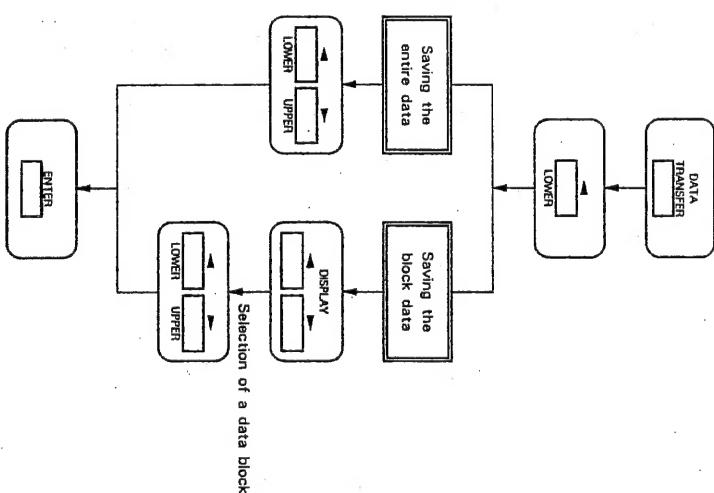 DATA
TRANSFER
LOWER
Saving the
entire data
Saving the
block data
LOWER
UPPER
DISPLAY
Selection of a data block
LOWER
UPPER
ENTER